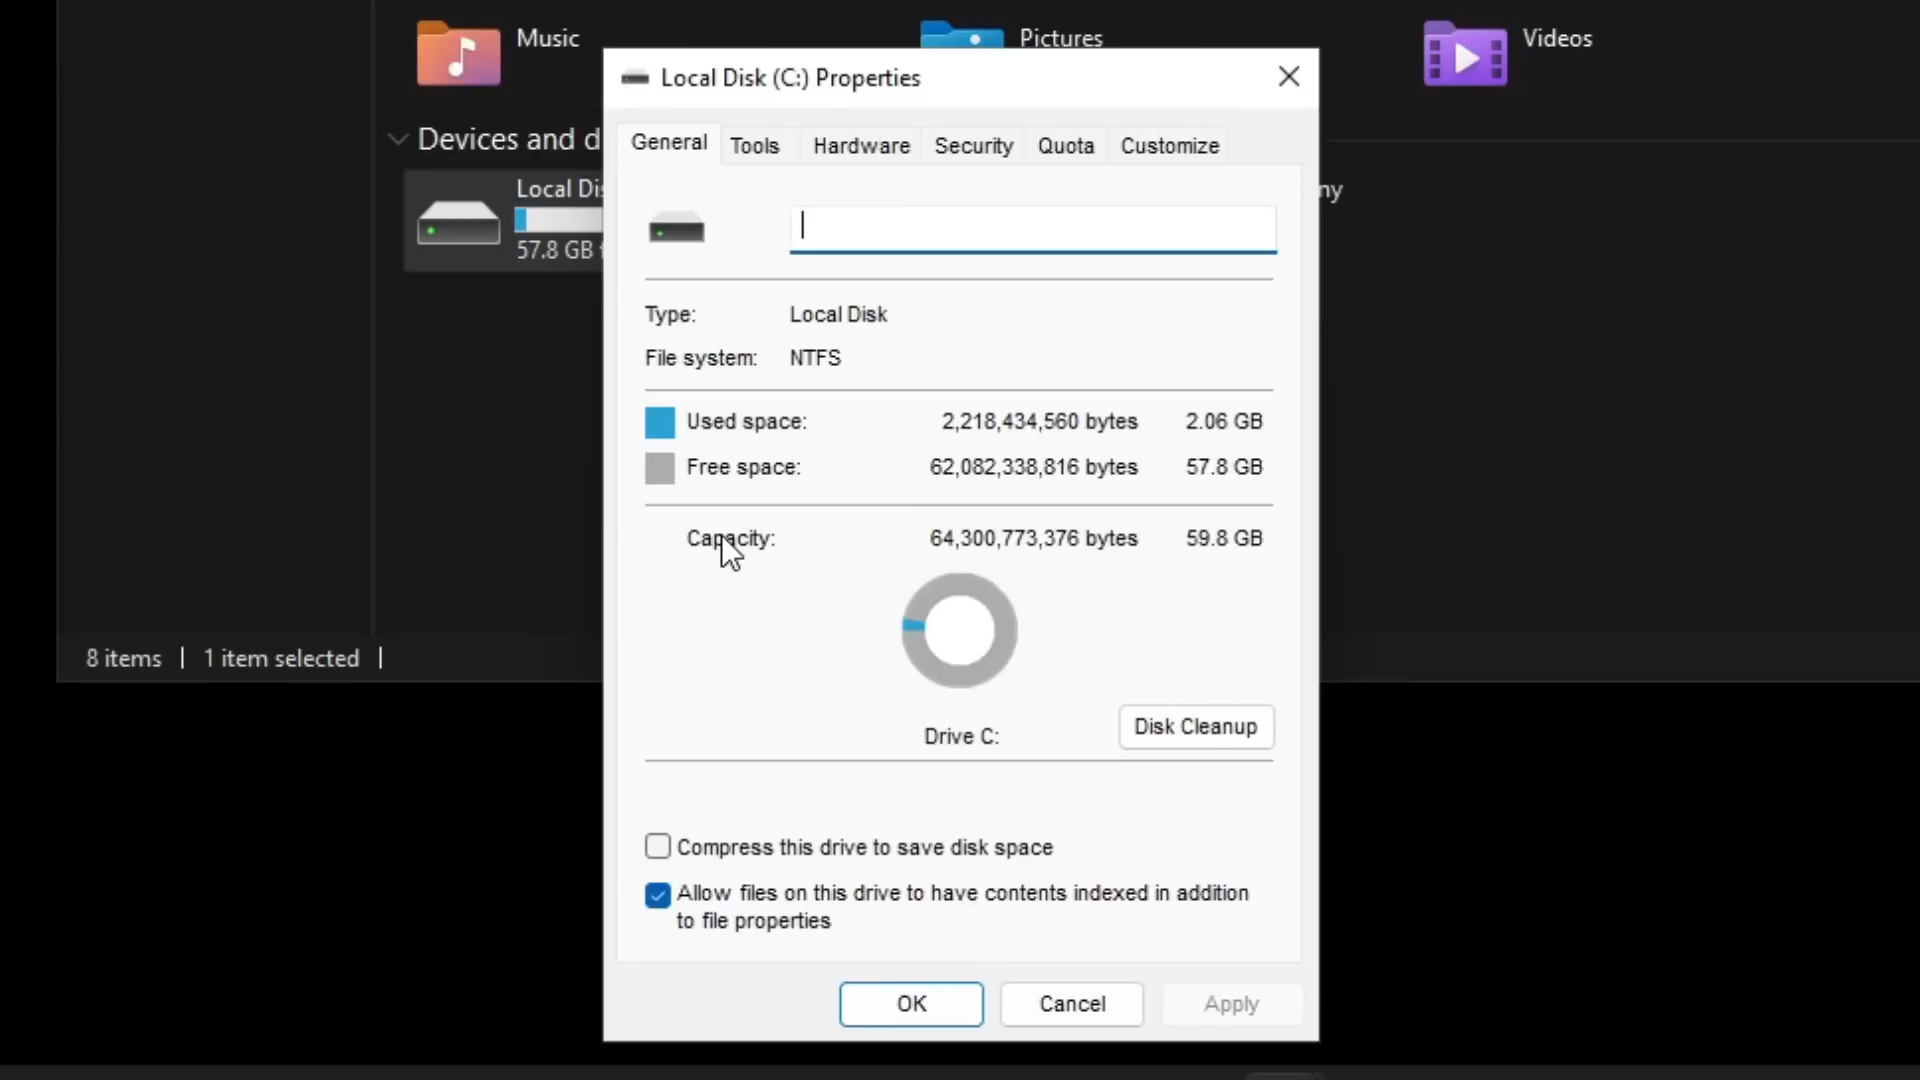 Music
Pictures
Videos
Local Disk (C:) Properties
Devices and d
General
Tools
Hardware
Security
Quota
Customize
Local Dis
ny
57.8 GB f
Type: Local Disk
File system: NTFS
Used space: 2,218,434,560 bytes 2.06 GB
Free space: 62,082,338,816 bytes 57.8 GB
Capacity: 64,300,773,376 bytes 59.8 GB
8 items | 1 item selected |
Drive C:
Disk Cleanup
Compress this drive to save disk space
Allow files on this drive to have contents indexed in addition
to file properties
OK
Cancel
Apply